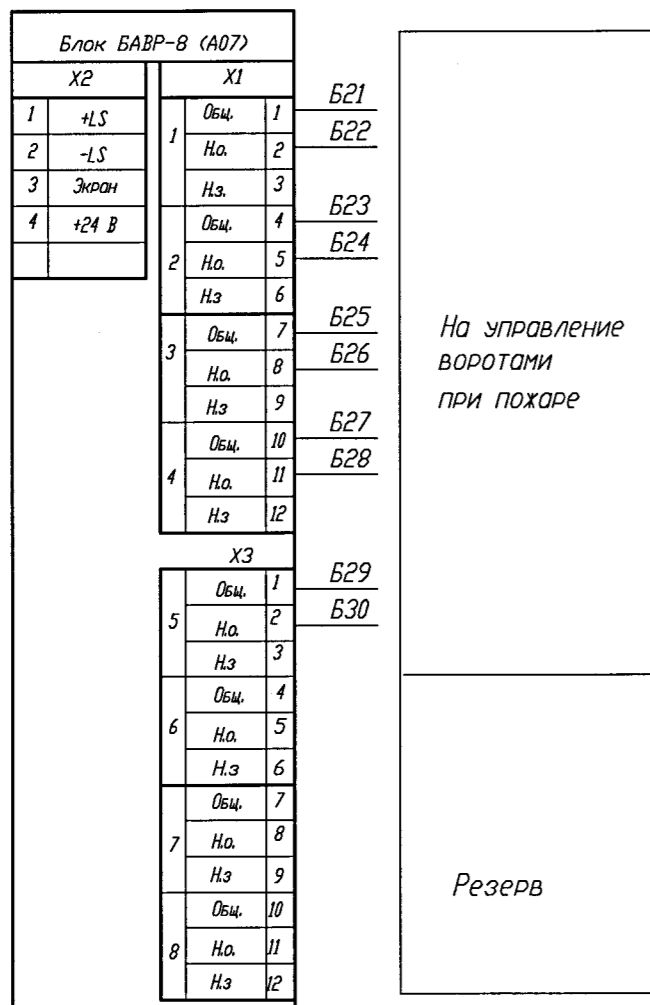 Блок БАВР-8 (А07)
Х2
1 +LS
2 -LS
3 Экран
4 +24 В
Х1
1
Общ. 1
Н.о. 2
Н.з. 3
2
Общ. 4
Н.о. 5
Н.з 6
3
Общ. 7
Н.о. 8
Н.з 9
4
Общ. 10
Н.о. 11
Н.з 12
Х3
5
Общ. 1
Н.о. 2
Н.з 3
6
Общ. 4
Н.о. 5
Н.з 6
7
Общ. 7
Н.о. 8
Н.з 9
8
Общ. 10
Н.о. 11
Н.з 12
Б21
Б22
Б23
Б24
Б25
Б26
Б27
Б28
Б29
Б30
На управление
воротами
при пожаре
Резерв